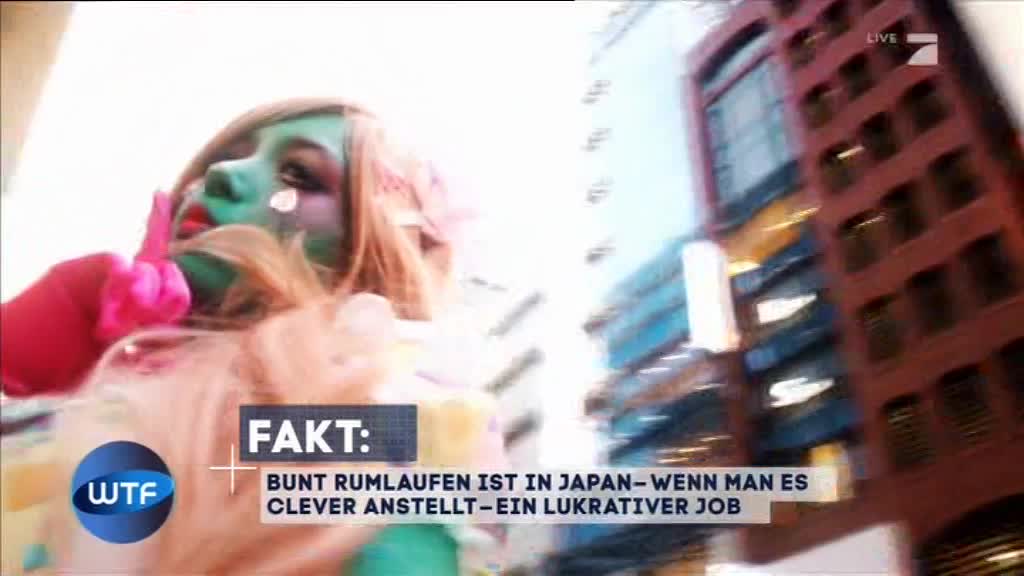 LIVE
FAKT:
WTF
BUNT RUMLAUFEN IST IN JAPAN–WENN MAN ES
CLEVER ANSTELLT–EIN LUKRATIVER JOB